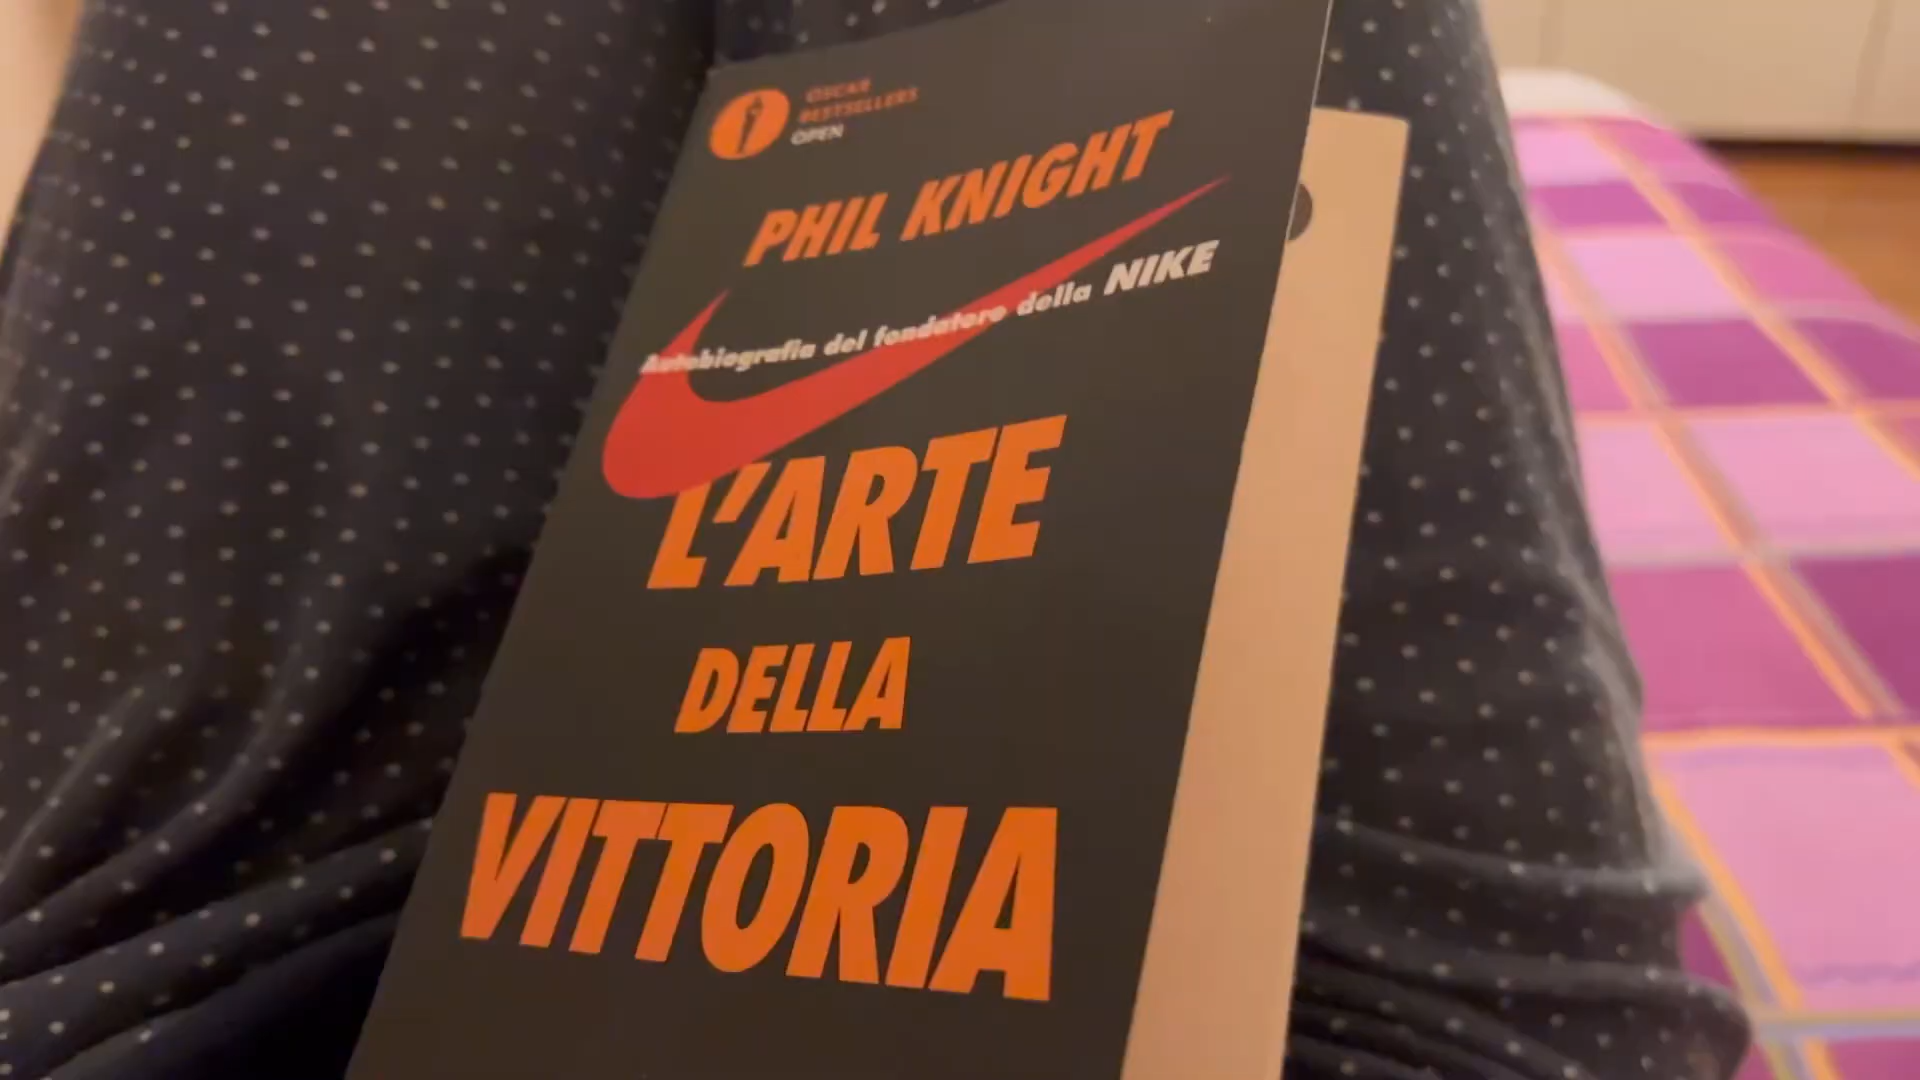 OSCAR
BESTSELLERS
OPEN
PHIL KNIGHT
Autobiografia del fondatore della NIKE
L'ARTE
DELLA
VITTORIA